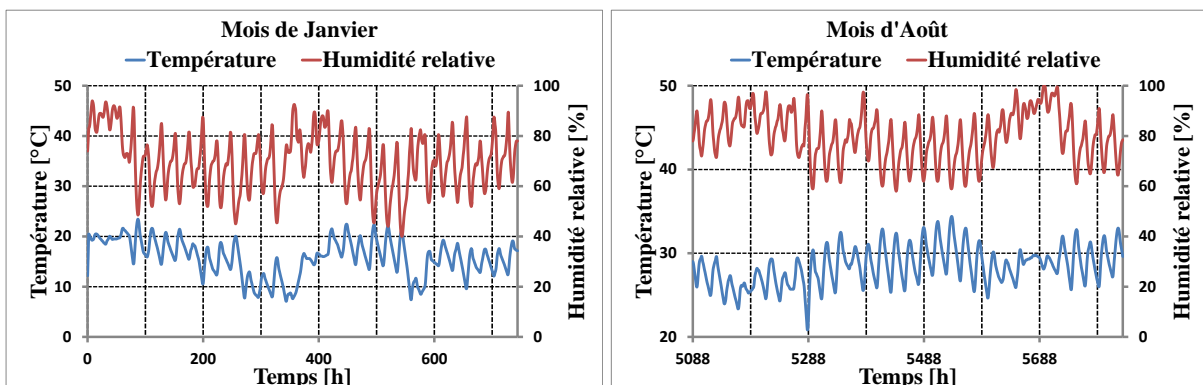 Mois de Janvier
Température Humidité relative
50
40
30
20
10
0
Température [°C]
100
80
60
40
20
0
Humidité relative [%]
0 200 400 600
Temps [h]
Mois d'Août
Température Humidité relative
50
40
30
20
Température [°C]
100
80
60
40
20
0
Humidité relative [%]
5088 5288 5488 5688
Temps [h]